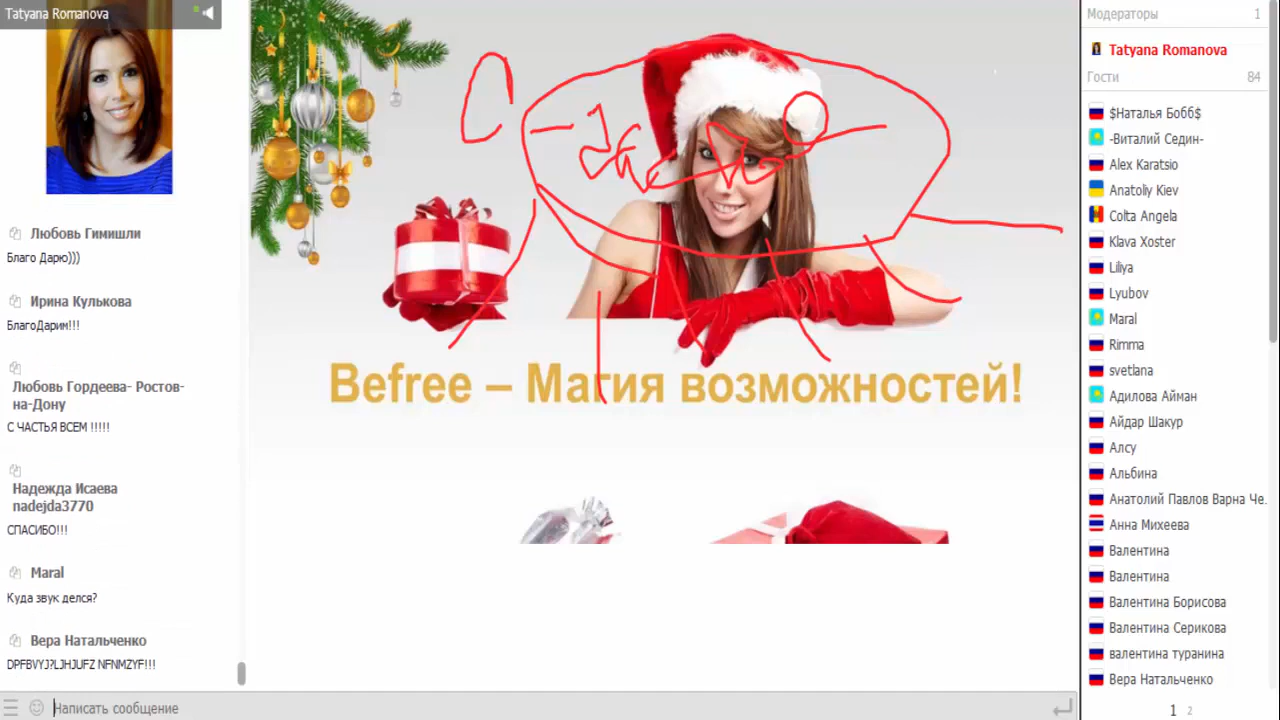 Tatyana Romanova
Любовь Гимишли
Благо Дарю)))
Ирина Кулькова
БлагоДарим!!!
Любовь Гордеева- Ростов-
на-Дону
С ЧАСТЬЯ ВСЕМ !!!!!
Надежда Исаева
nadejda3770
СПАСИБО!!!
Maral
Куда звук делся?
Вера Натальченко
DPFBVYJ?LJHJUFZ NFNMZYF!!!
Написать сообщение
Befree – Магия возможностей!
Модераторы 1
Tatyana Romanova
Гости 84
$Наталья Бобб$
-Виталий Седин-
Alex Karatsio
Anatoliy Kiev
Colta Angela
Klava Xoster
Liliya
Lyubov
Maral
Rimma
svetlana
Адилова Айман
Айдар Шакур
Алсу
Альбина
Анатолий Павлов Варна Че.
Анна Михеева
Валентина
Валентина
Валентина Борисова
Валентина Серикова
валентина туранина
Вера Натальченко
1 2